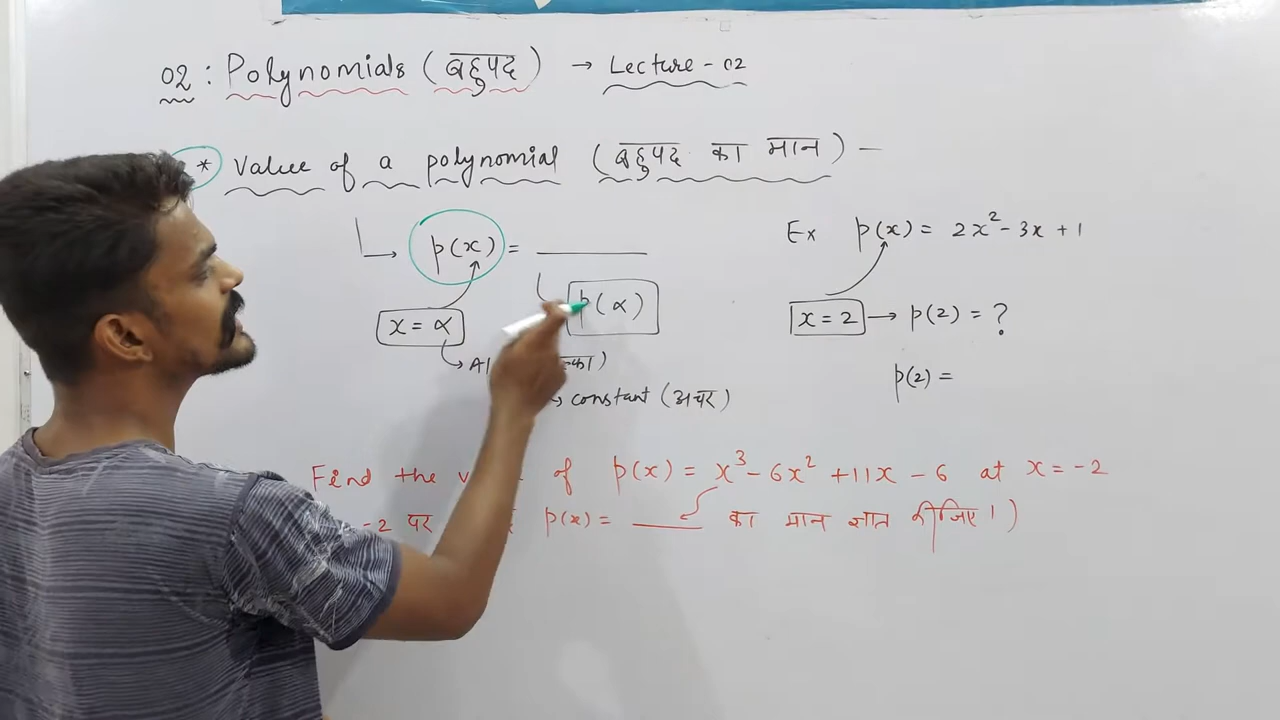 02 : Polynomials (बहुपद) → Lecture - 02
* Value of a polynomial (बहुपद का मान) —
p(x) = ______
x = α
p(α)
constant (अचर)
Ex p(x) = 2x² - 3x + 1
x = 2 → p(2) = ?
p(2) =
Find the of p(x) = x³ - 6x² + 11x - 6 at x = -2
-2 पर p(x) = ____ का मान ज्ञात कीजिए।)